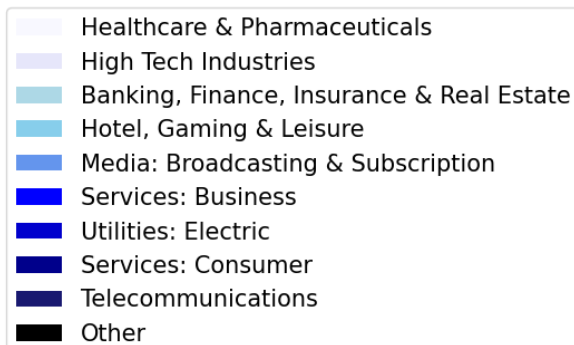 Healthcare & Pharmaceuticals
High Tech Industries
Banking, Finance, Insurance & Real Estate
Hotel, Gaming & Leisure
Media: Broadcasting & Subscription
Services: Business
Utilities: Electric
Services: Consumer
Telecommunications
Other